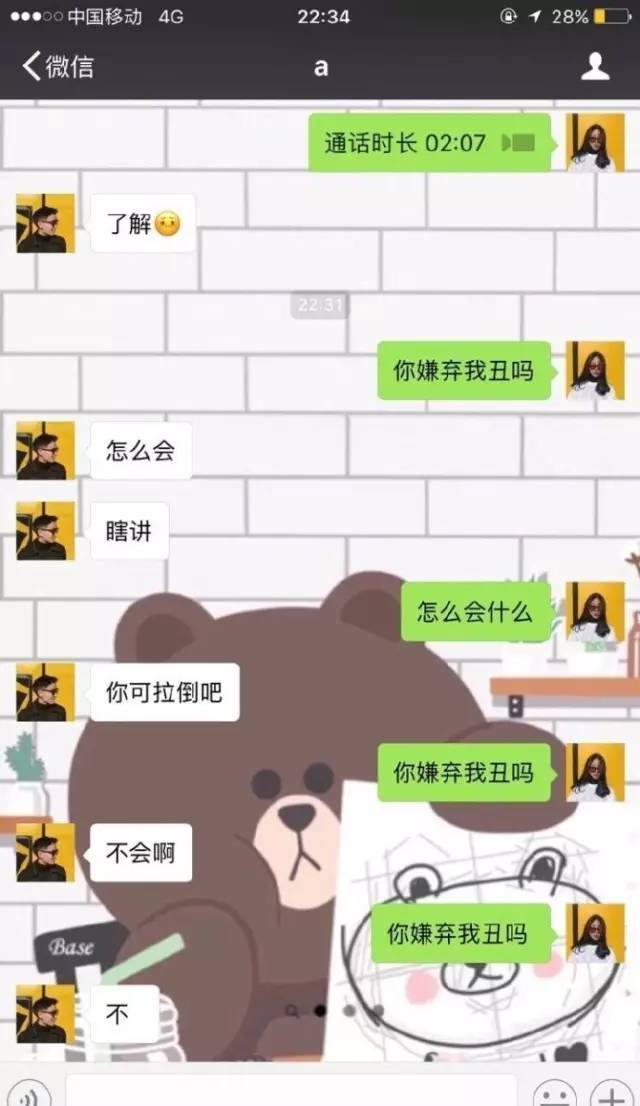 中国移动 4G 22:34 28%
微信 a
通话时长 02:07
了解
22:31
你嫌弃我丑吗
怎么会
瞎讲
怎么会什么
你可拉倒吧
你嫌弃我丑吗
不会啊
你嫌弃我丑吗
Base
不